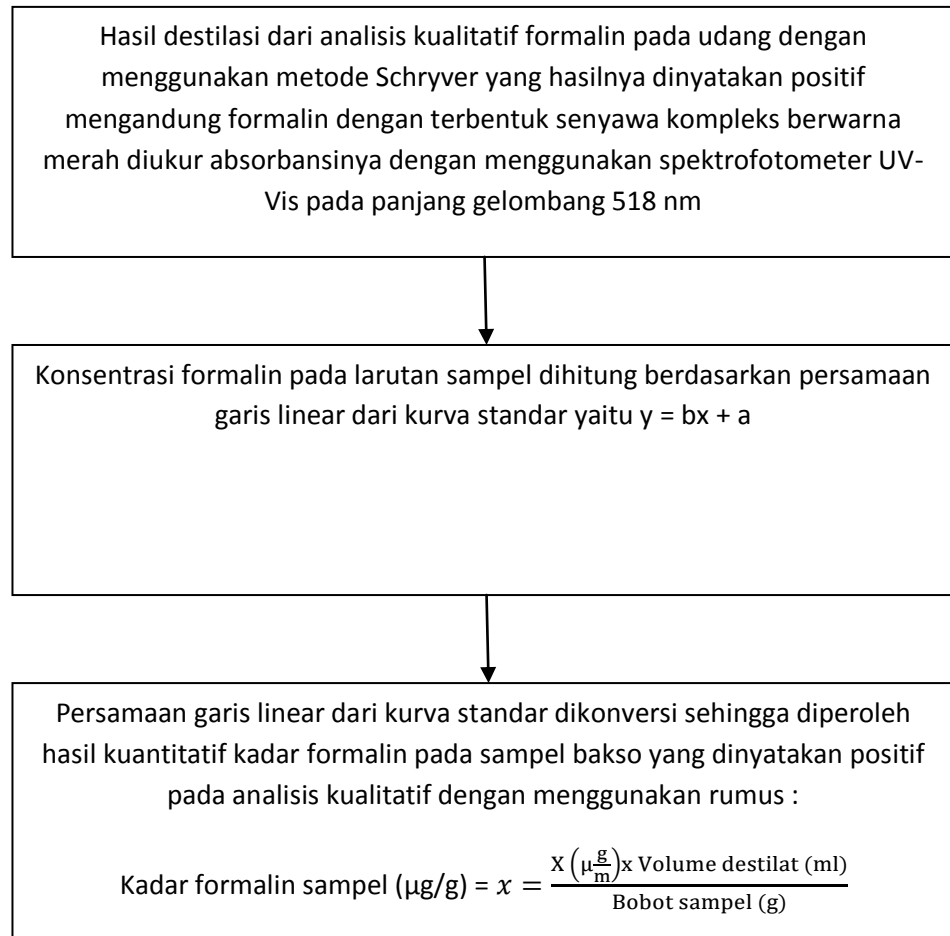 Hasil destilasi dari analisis kualitatif formalin pada udang dengan
menggunakan metode Schryver yang hasilnya dinyatakan positif
mengandung formalin dengan terbentuk senyawa kompleks berwarna
merah diukur absorbansinya dengan menggunakan spektrofotometer UV-
Vis pada panjang gelombang 518 nm
Konsentrasi formalin pada larutan sampel dihitung berdasarkan persamaan
garis linear dari kurva standar yaitu y = bx + a
Persamaan garis linear dari kurva standar dikonversi sehingga diperoleh
hasil kuantitatif kadar formalin pada sampel bakso yang dinyatakan positif
pada analisis kualitatif dengan menggunakan rumus :
Kadar formalin sampel (μg/g) = x = X (μ g/m) x Volume destilat (ml) / Bobot sampel (g)